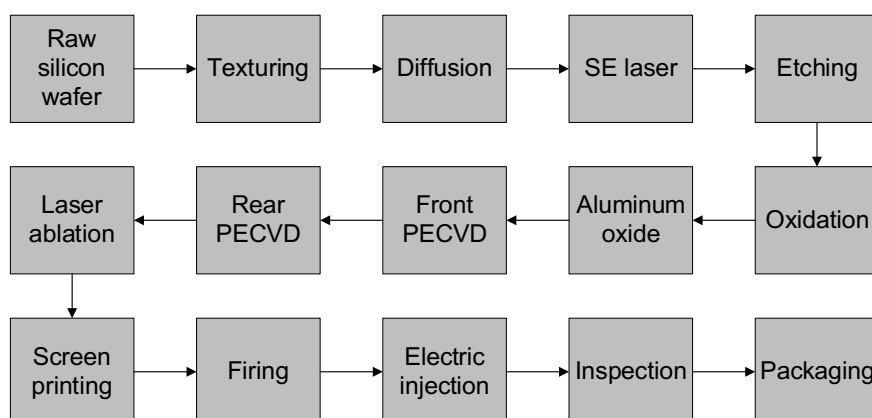 Raw
silicon
wafer
Texturing
Diffusion
SE laser
Etching
Laser
ablation
Rear
PECVD
Front
PECVD
Aluminum
oxide
Oxidation
Screen
printing
Firing
Electric
injection
Inspection
Packaging